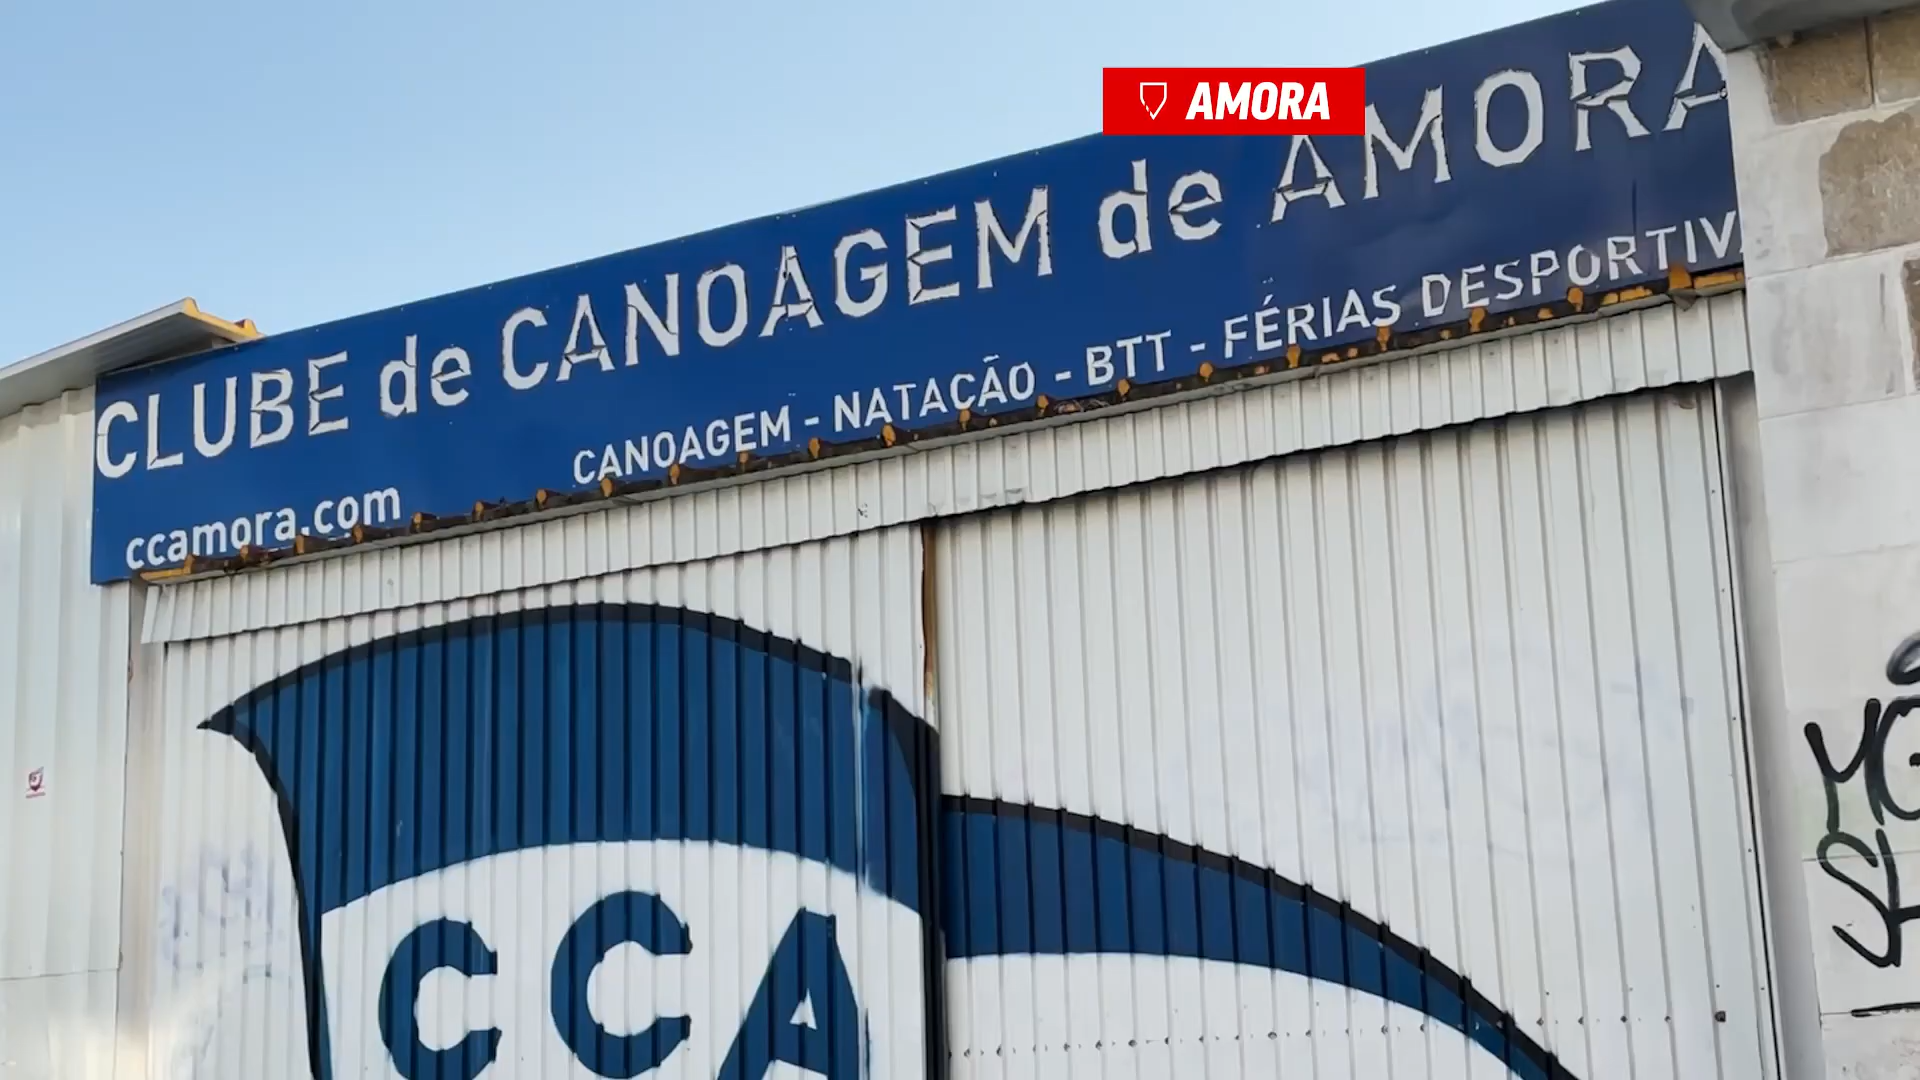 AMORA
CLUBE de CANOAGEM de AMORA
CANOAGEM - NATAÇÃO - BTT - FÉRIAS DESPORTIV
ccamora.com
CCA